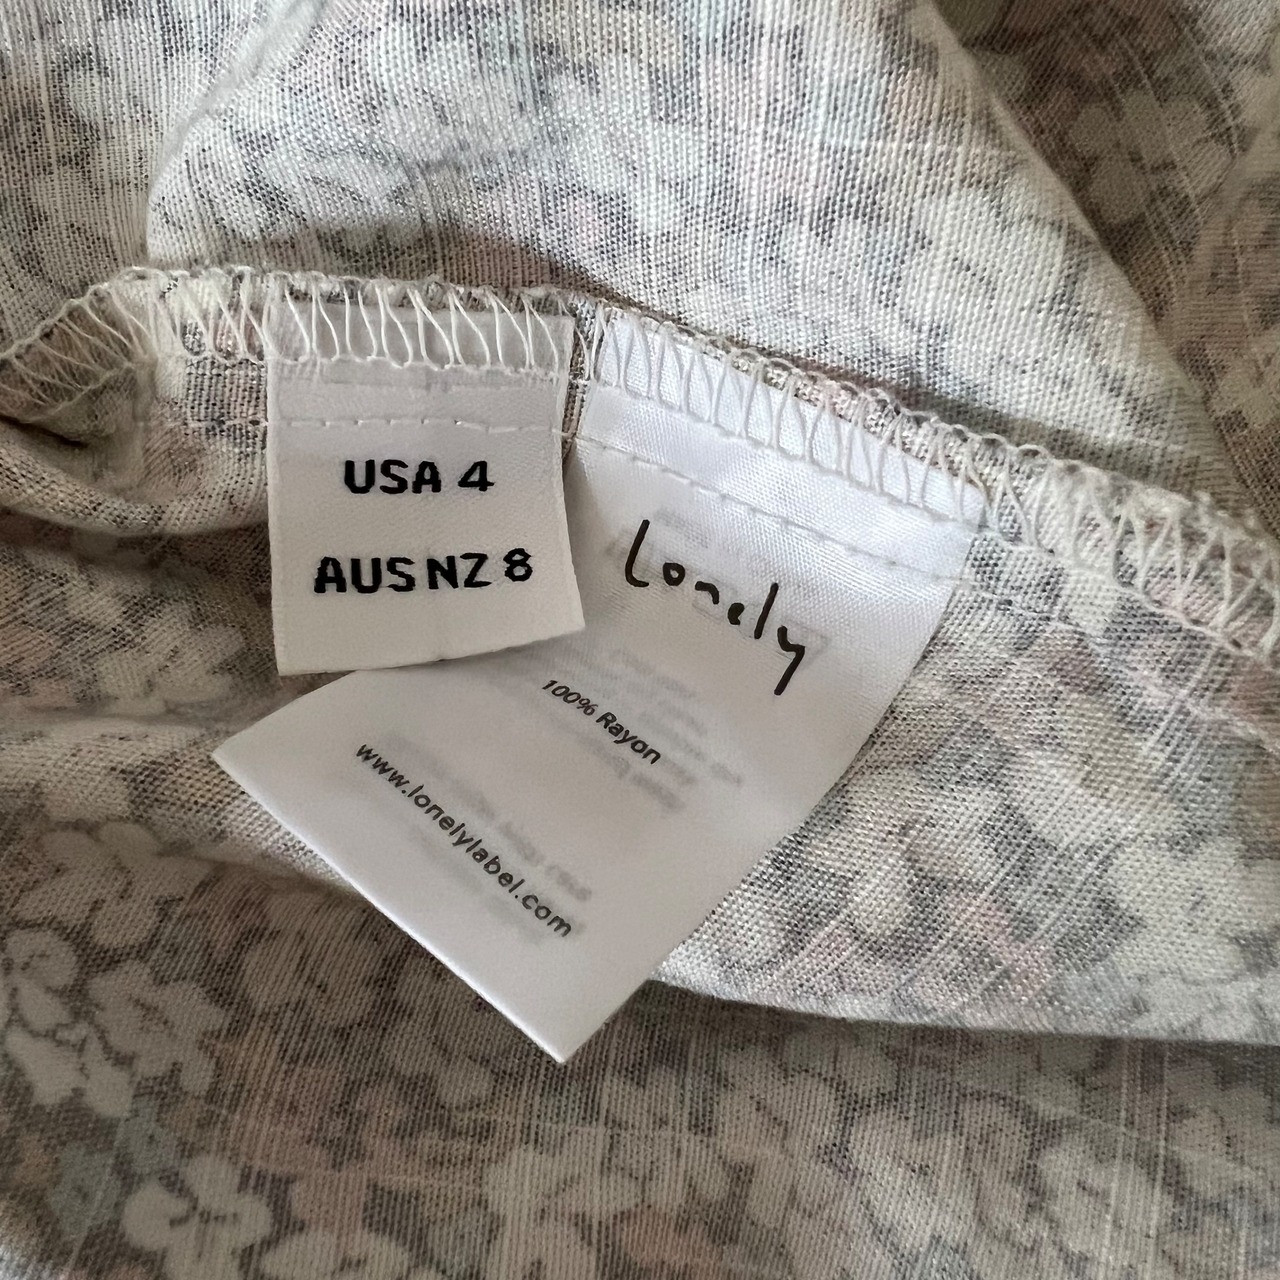 USA 4
AUS NZ 8
Lonely
100% Rayon
www.lonelylabel.com